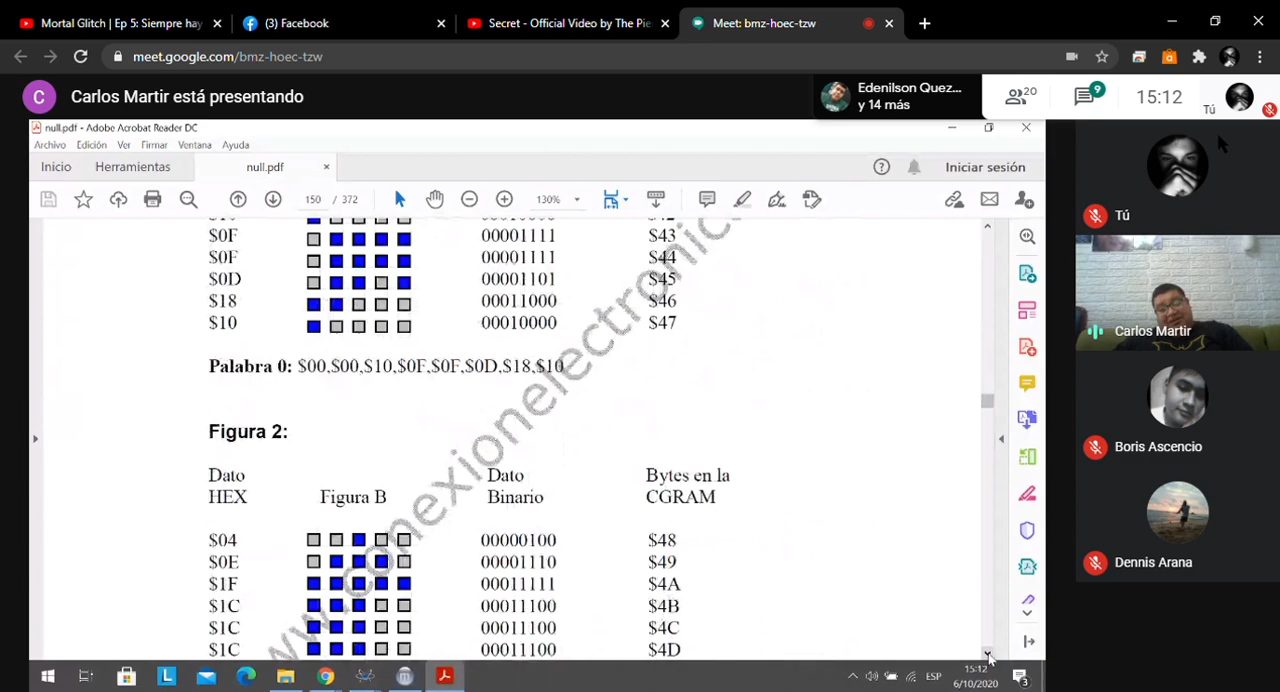 Mortal Glitch | Ep 5: Siempre hay
(3) Facebook
Secret - Official Video by The Pie
Meet: bmz-hoec-tzw
meet.google.com/bmz-hoec-tzw
C
Carlos Martir está presentando
Edenilson Quez...
y 14 más
20
9
15:12
Tú
null.pdf - Adobe Acrobat Reader DC
Archivo Edición Ver Firmar Ventana Ayuda
Inicio Herramientas null.pdf
Iniciar sesión
150 / 372
130%
$0F 00001111 $43
$0F 00001111 $44
$0D 00001101 $45
$18 00011000 $46
$10 00010000 $47
Palabra 0: $00,$00,$10,$0F,$0F,$0D,$18,$10
Figura 2:
Dato Dato Bytes en la
HEX Figura B Binario CGRAM
$04 00000100 $48
$0E 00001110 $49
$1F 00011111 $4A
$1C 00011100 $4B
$1C 00011100 $4C
$1C 00011100 $4D
www.conexionelectronic
Tú
Carlos Martir
Boris Ascencio
Dennis Arana
L
ESP
15:12
6/10/2020
3